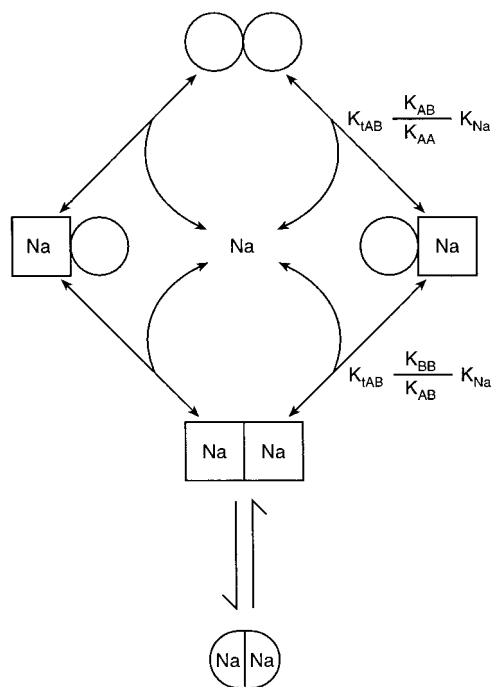 K_tAB K_AB / K_AA K_Na
Na Na Na
K_tAB K_BB / K_AB K_Na
Na Na
Na Na